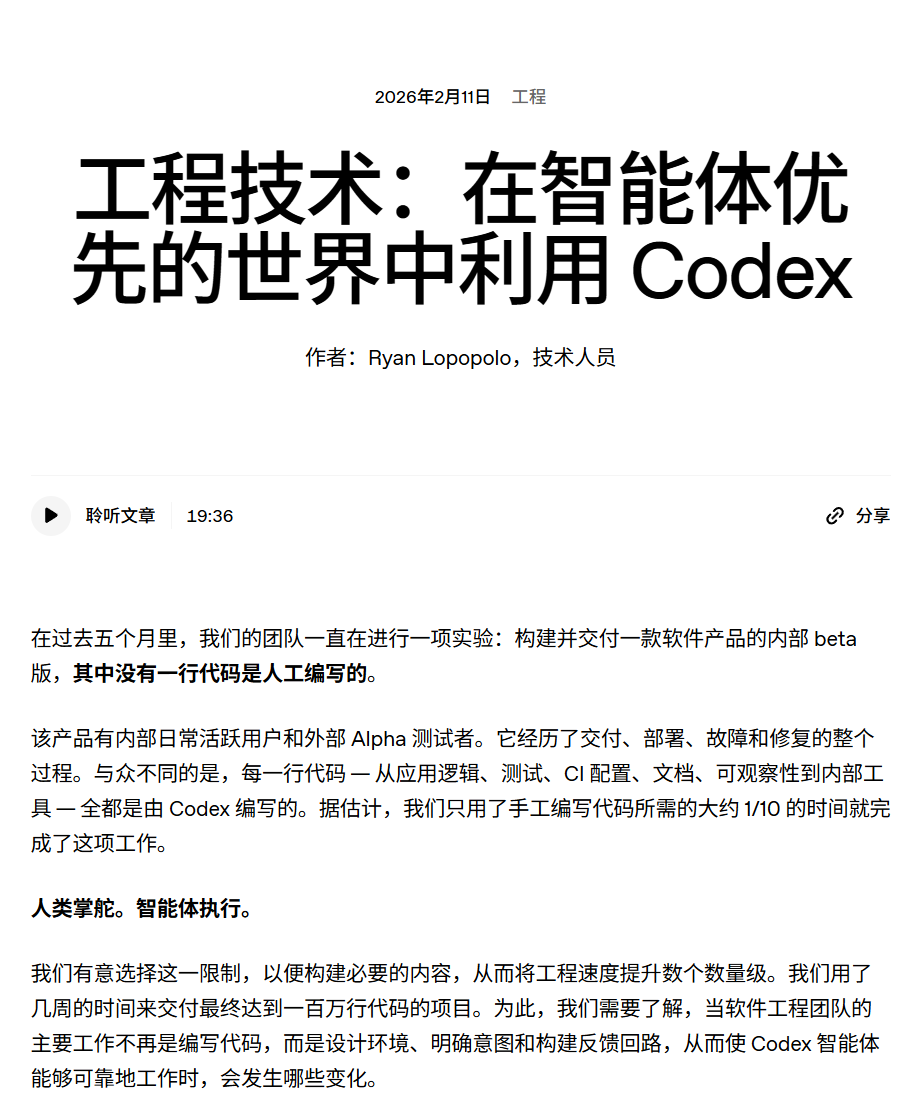 2026年2月11日 工程
工程技术：在智能体优
先的世界中利用 Codex
作者：Ryan Lopopolo，技术人员
聆听文章 19:36 分享
在过去五个月里，我们的团队一直在进行一项实验：构建并交付一款软件产品的内部 beta
版，其中没有一行代码是人工编写的。
该产品有内部日常活跃用户和外部 Alpha 测试者。它经历了交付、部署、故障和修复的整个
过程。与众不同的是，每一行代码 — 从应用逻辑、测试、CI 配置、文档、可观察性到内部工
具 — 全都是由 Codex 编写的。据估计，我们只用了手工编写代码所需的大约 1/10 的时间就完
成了这项工作。
人类掌舵。智能体执行。
我们有意选择这一限制，以便构建必要的内容，从而将工程速度提升数个数量级。我们用了
几周的时间来交付最终达到一百万行代码的项目。为此，我们需要了解，当软件工程团队的
主要工作不再是编写代码，而是设计环境、明确意图和构建反馈回路，从而使 Codex 智能体
能够可靠地工作时，会发生哪些变化。